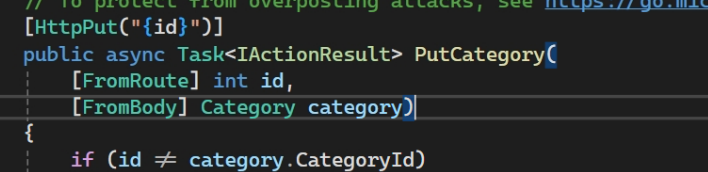 // To protect from overposting attacks, see https://go.mic
[HttpPut("{id}")]
public async Task<IActionResult> PutCategory(
[FromRoute] int id,
[FromBody] Category category)
{
if (id ≠ category.CategoryId)